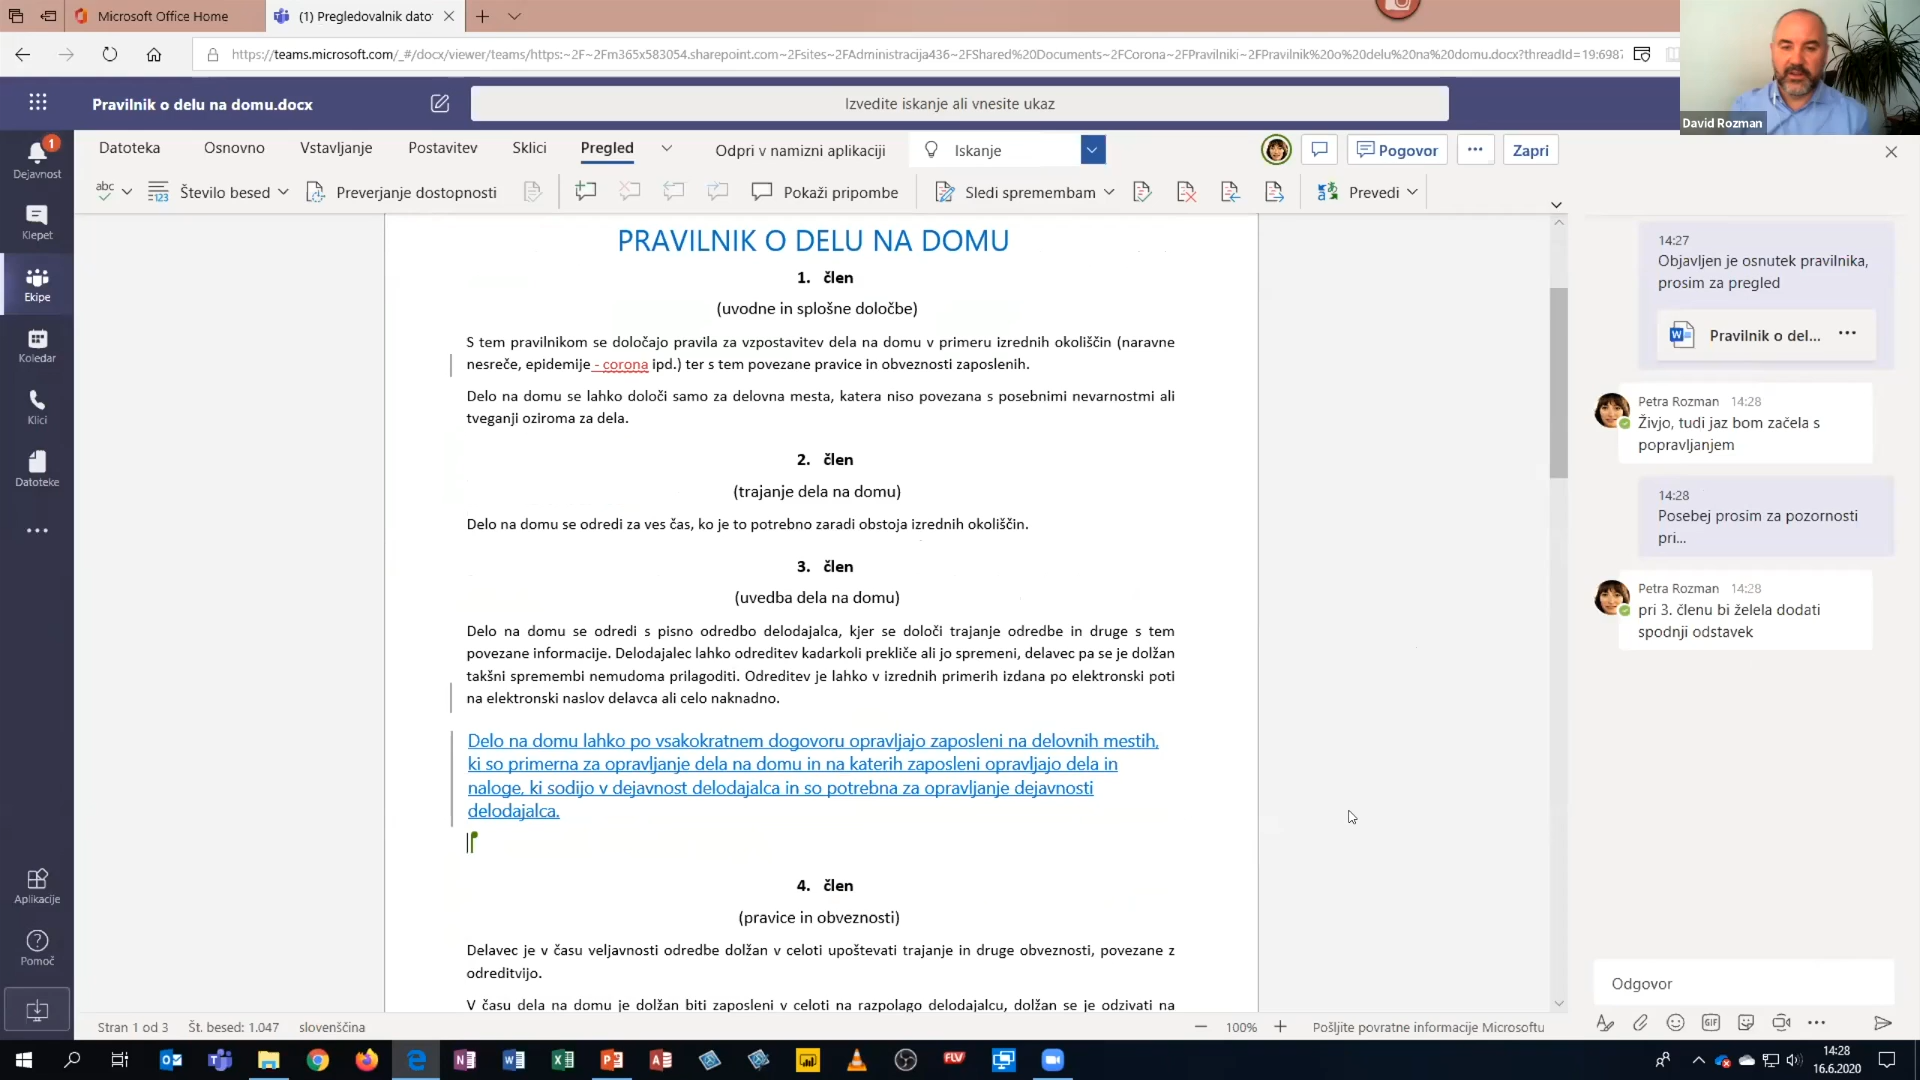 Microsoft Office Home
(1) Pregledovalnik dato
https://teams.microsoft.com/_#/docx/viewer/teams/https:~2F~2Fm365x583054.sharepoint.com~2Fsites~2FAdministracija436~2FShared%20Documents~2FCorona~2FPravilniki~2FPravilnik%20o%20delu%20na%20domu.docx?threadId=19:698
Pravilnik o delu na domu.docx
Izvedite iskanje ali vnesite ukaz
David Rozman
Datoteka Osnovno Vstavljanje Postavitev Sklici Pregled Odpri v namizni aplikaciji Iskanje Pogovor Zapri
abc 123 Število besed Preverjanje dostopnosti Pokaži pripombe Sledi spremembam Prevedi
1
Dejavnost
Klepet
Ekipe
Koledar
Klici
Datoteke
Aplikacije
Pomoč
PRAVILNIK O DELU NA DOMU
1. člen
(uvodne in splošne določbe)
S tem pravilnikom se določajo pravila za vzpostavitev dela na domu v primeru izrednih okoliščin (naravne
nesreče, epidemije - corona ipd.) ter s tem povezane pravice in obveznosti zaposlenih.
Delo na domu se lahko določi samo za delovna mesta, katera niso povezana s posebnimi nevarnostmi ali
tveganji oziroma za dela.
2. člen
(trajanje dela na domu)
Delo na domu se odredi za ves čas, ko je to potrebno zaradi obstoja izrednih okoliščin.
3. člen
(uvedba dela na domu)
Delo na domu se odredi s pisno odredbo delodajalca, kjer se določi trajanje odredbe in druge s tem
povezane informacije. Delodajalec lahko odreditev kadarkoli prekliče ali jo spremeni, delavec pa se je dolžan
takšni spremembi nemudoma prilagoditi. Odreditev je lahko v izrednih primerih izdana po elektronski poti
na elektronski naslov delavca ali celo naknadno.
Delo na domu lahko po vsakokratnem dogovoru opravljajo zaposleni na delovnih mestih,
ki so primerna za opravljanje dela na domu in na katerih zaposleni opravljajo dela in
naloge, ki sodijo v dejavnost delodajalca in so potrebna za opravljanje dejavnosti
delodajalca.
4. člen
(pravice in obveznosti)
Delavec je v času veljavnosti odredbe dolžan v celoti upoštevati trajanje in druge obveznosti, povezane z
odreditvijo.
V času dela na domu je dolžan biti zaposleni v celoti na razpolago delodajalcu, dolžan se je odzivati na
14:27
Objavljen je osnutek pravilnika,
prosim za pregled
Pravilnik o del...
Petra Rozman 14:28
Živjo, tudi jaz bom začela s
popravljanjem
14:28
Posebej prosim za pozornosti
pri...
Petra Rozman 14:28
pri 3. členu bi želela dodati
spodnji odstavek
Odgovor
GIF
Stran 1 od 3 Št. besed: 1.047 slovenščina 100% Pošljite povratne informacije Microsoftu
FLV
14:28
16.6.2020